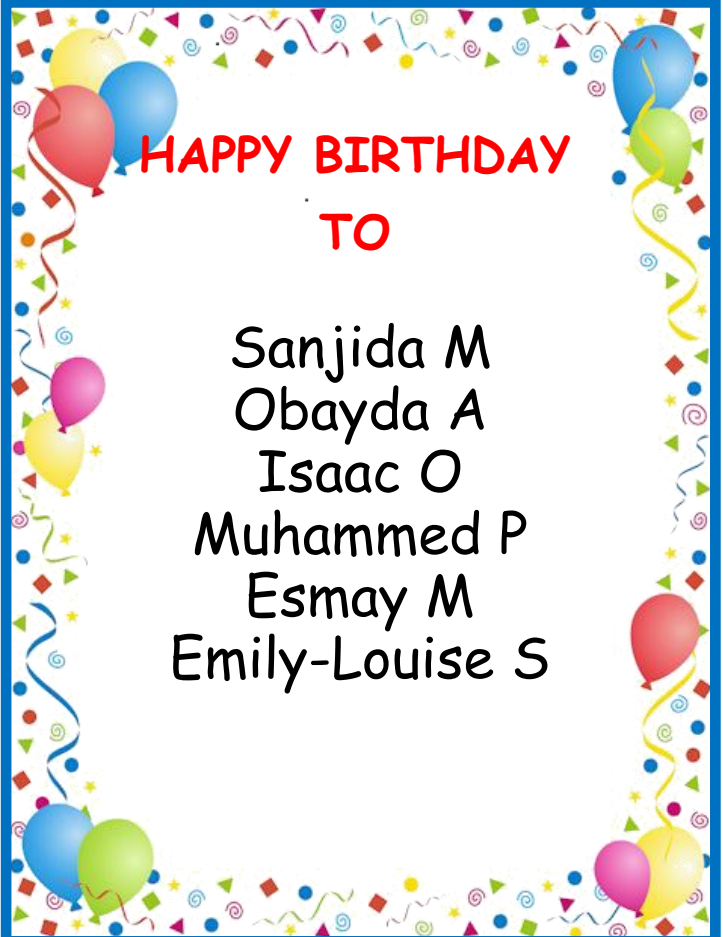 HAPPY BIRTHDAY
TO
Sanjida M
Obayda A
Isaac O
Muhammed P
Esmay M
Emily-Louise S